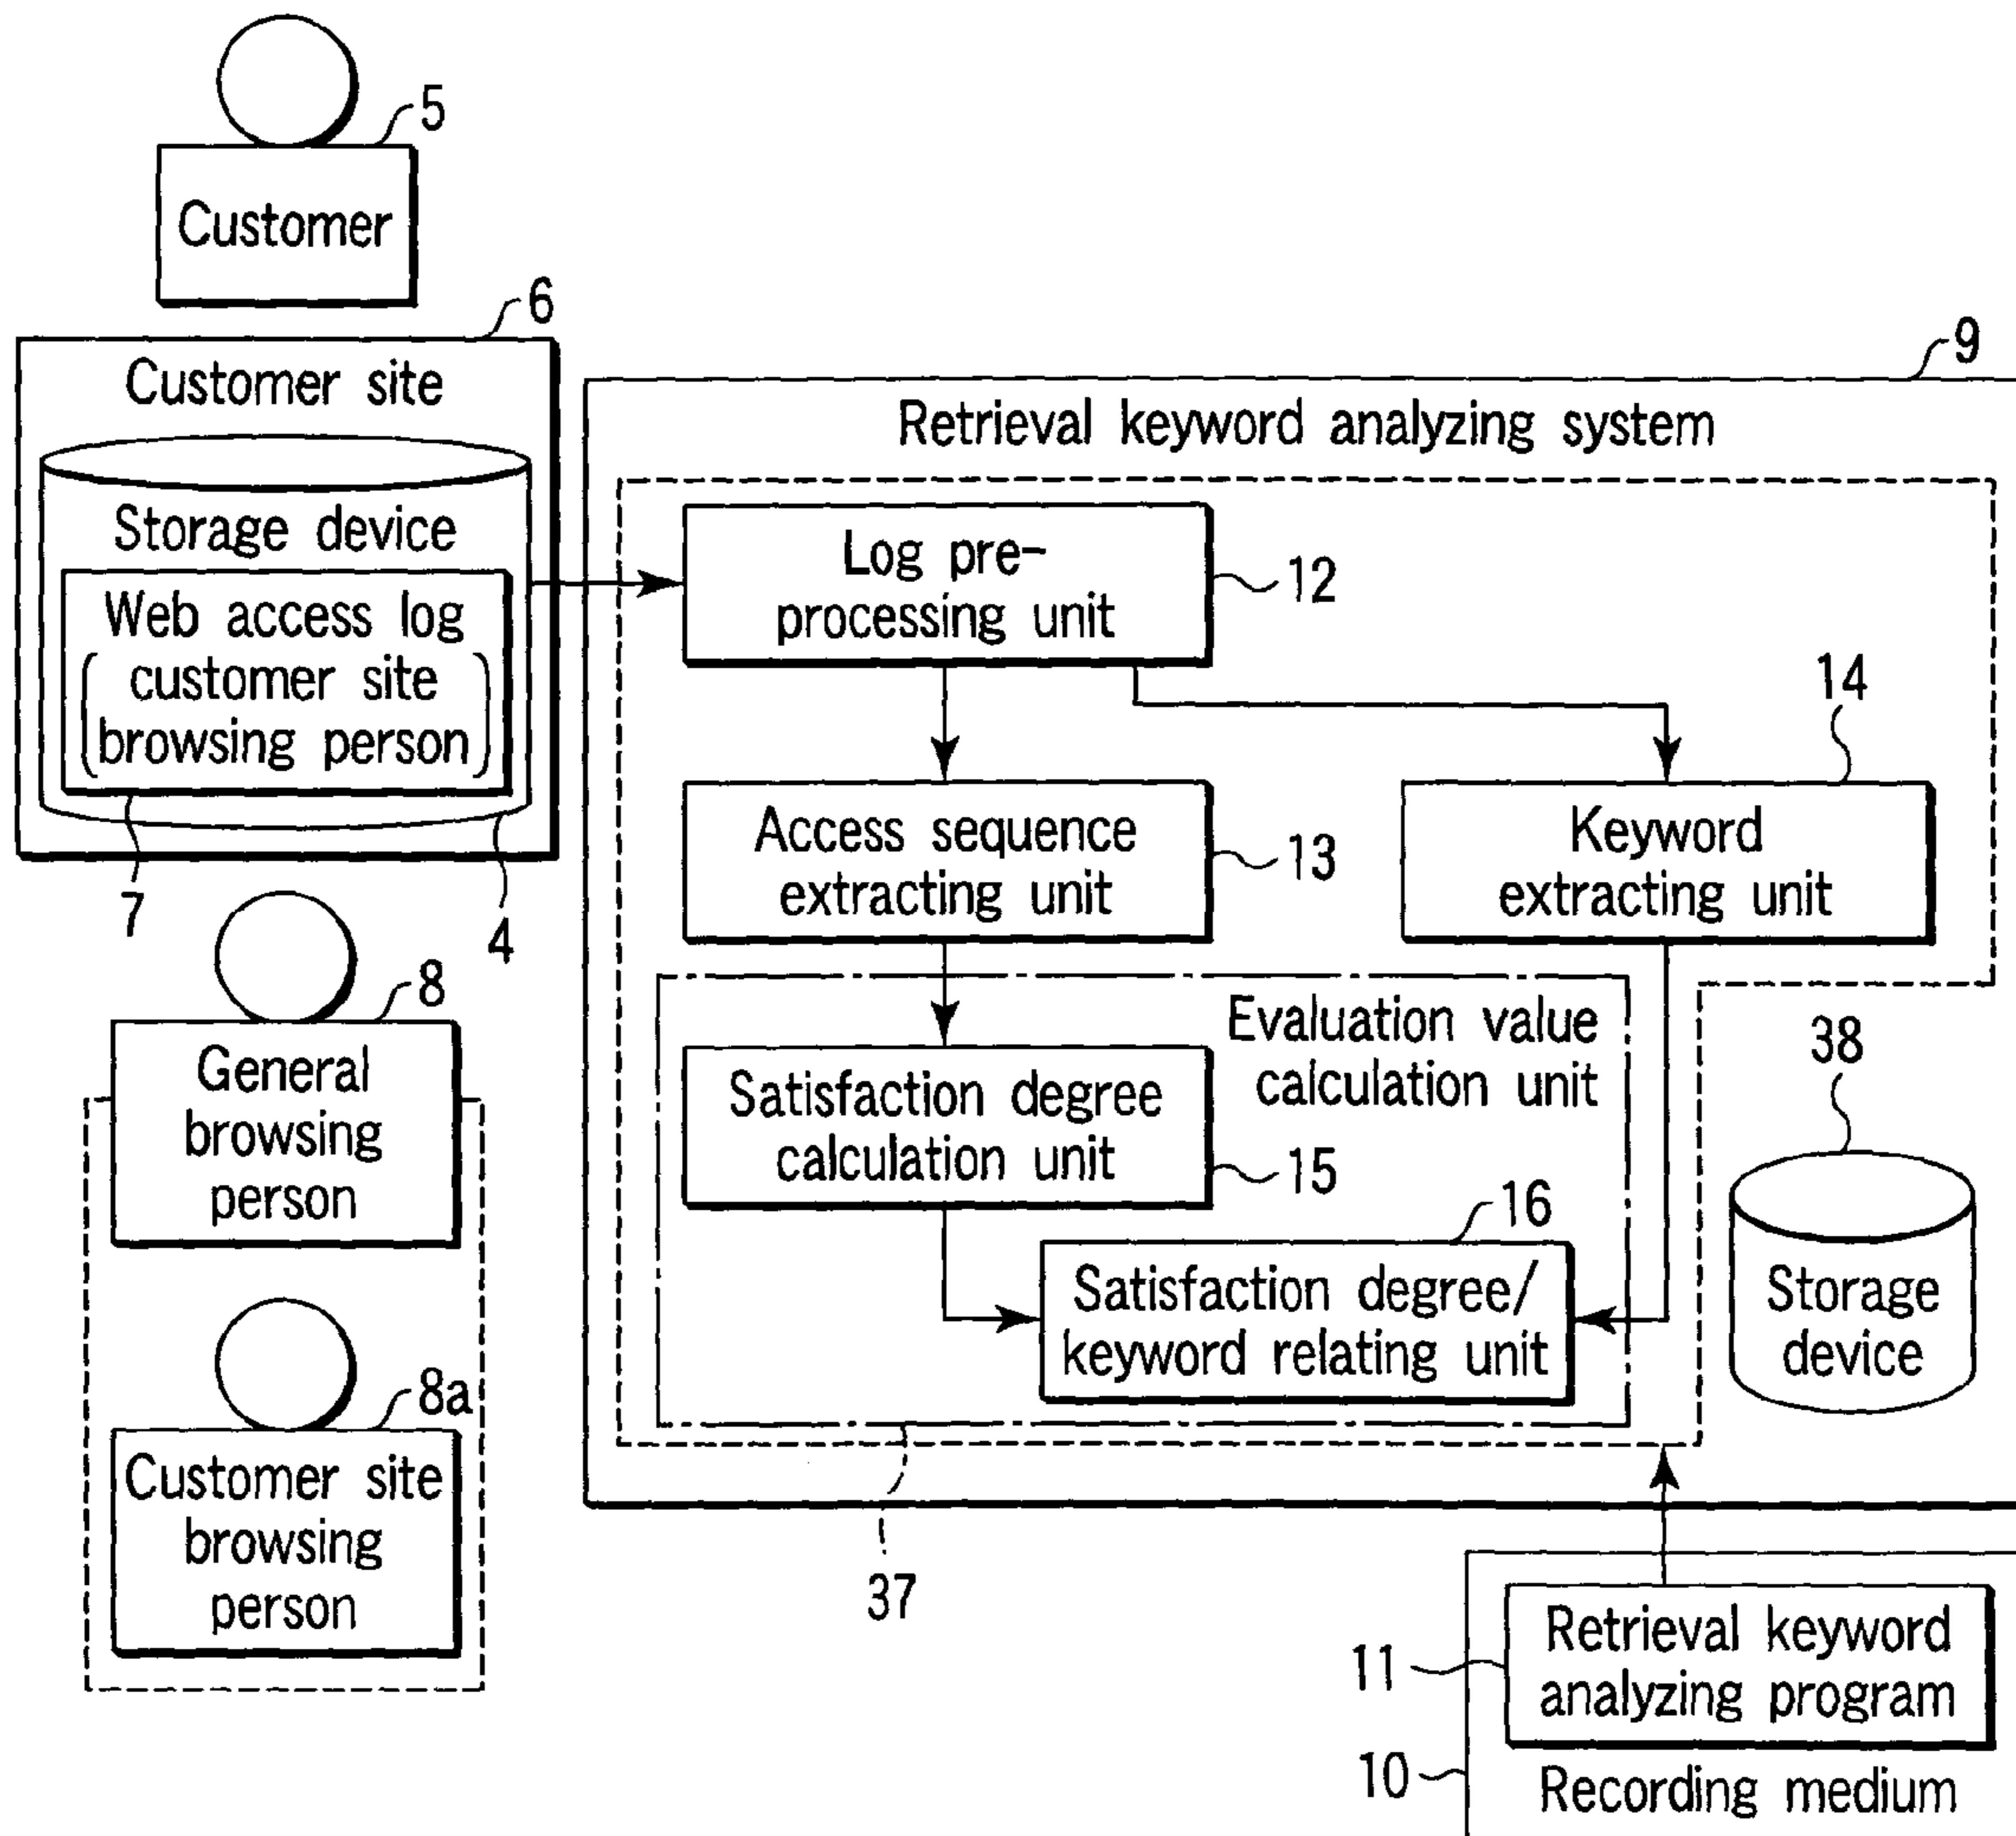 5
Customer
6
Customer site
Storage device
Web access log
(customer site
browsing person)
7
4
8
General
browsing
person
8a
Customer site
browsing
person
9
Retrieval keyword analyzing system
Log pre-
processing unit
12
14
Access sequence
extracting unit
13
Keyword
extracting unit
Evaluation value
calculation unit
38
Satisfaction degree
calculation unit
15
16
Satisfaction degree/
keyword relating unit
Storage
device
37
11
Retrieval keyword
analyzing program
10
Recording medium